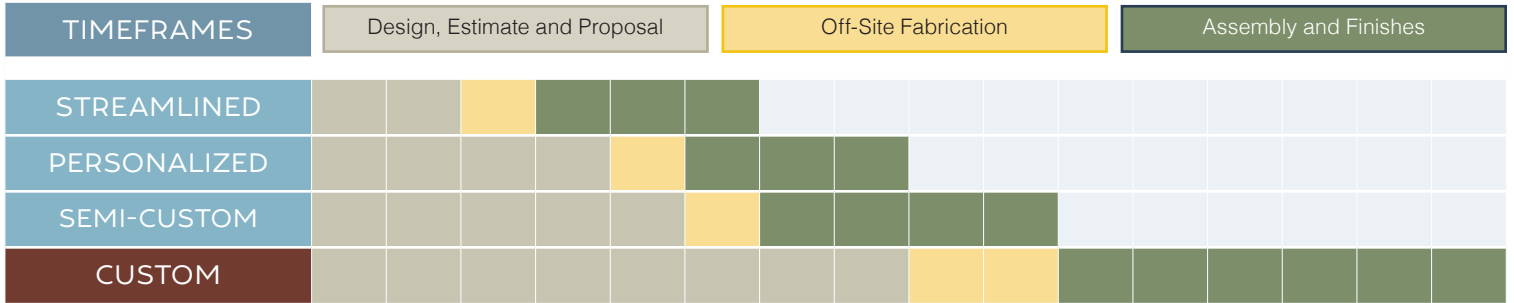 TIMEFRAMES
Design, Estimate and Proposal
Off-Site Fabrication
Assembly and Finishes
STREAMLINED
PERSONALIZED
SEMI-CUSTOM
CUSTOM